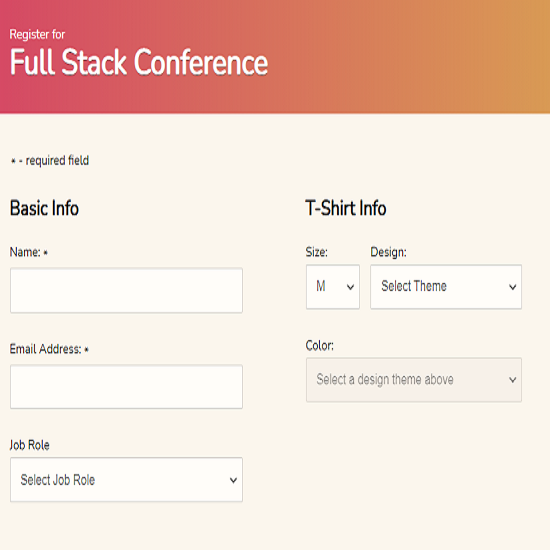 Register for
Full Stack Conference
* - required field
Basic Info
Name: *
Email Address: *
Job Role
Select Job Role
T-Shirt Info
Size:
Design:
M
Select Theme
Color:
Select a design theme above